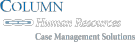 COLUMN
Human Resources
Case Management Solutions